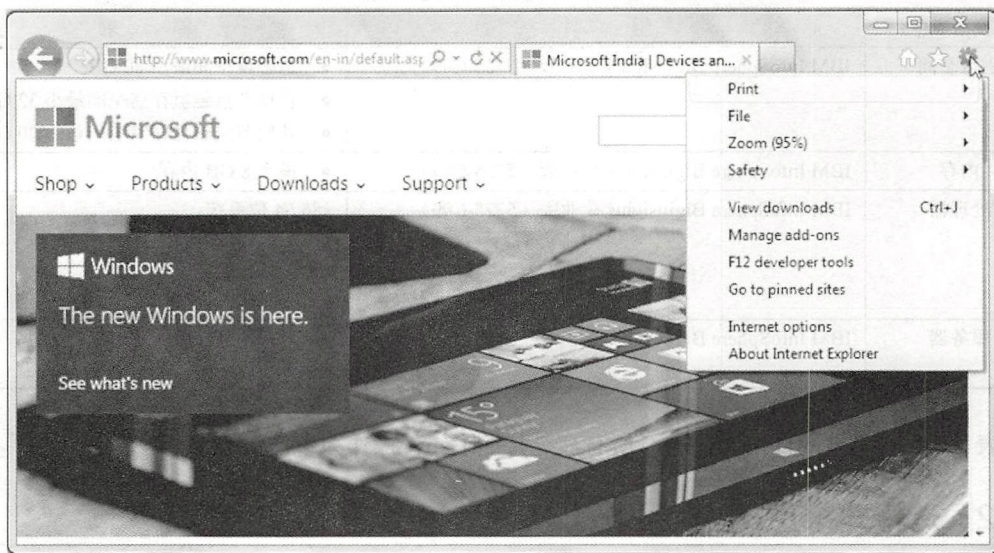 http://www.microsoft.com/en-in/default.asp
Microsoft India | Devices an...
Microsoft
Shop
Products
Downloads
Support
Windows
The new Windows is here.
See what's new
Print
File
Zoom (95%)
Safety
View downloads Ctrl+J
Manage add-ons
F12 developer tools
Go to pinned sites
Internet options
About Internet Explorer